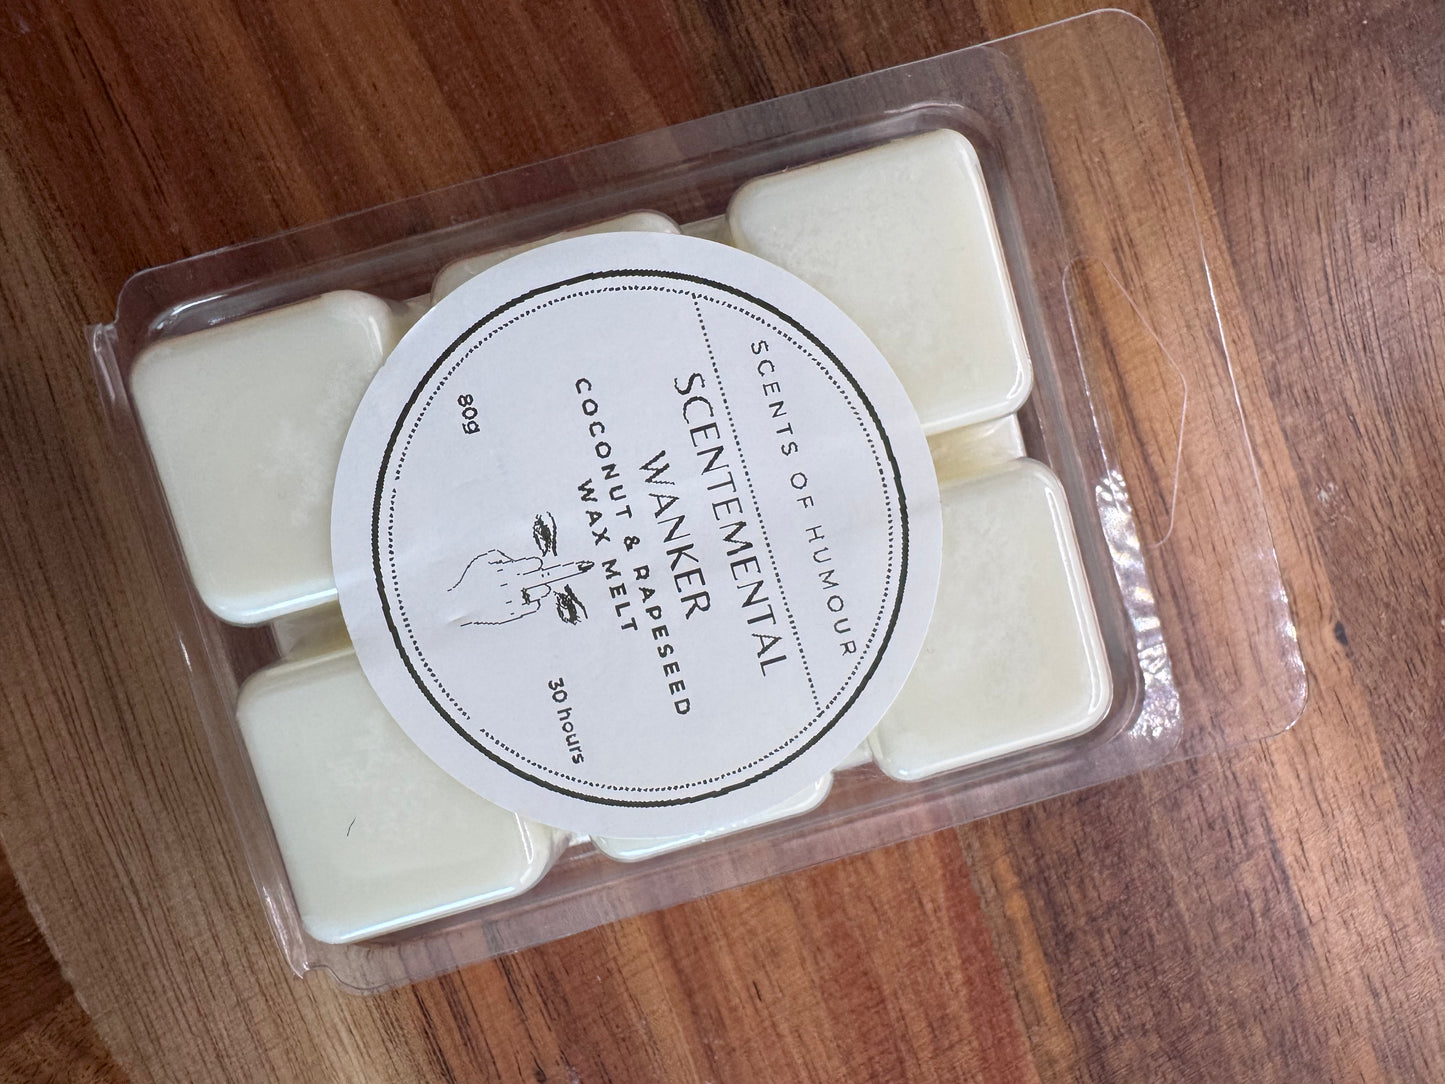 SCENTS OF HUMOUR
SCENTEMENTAL
WANKER
COCONUT & RAPESEED
WAX MELT
80g
30 hours